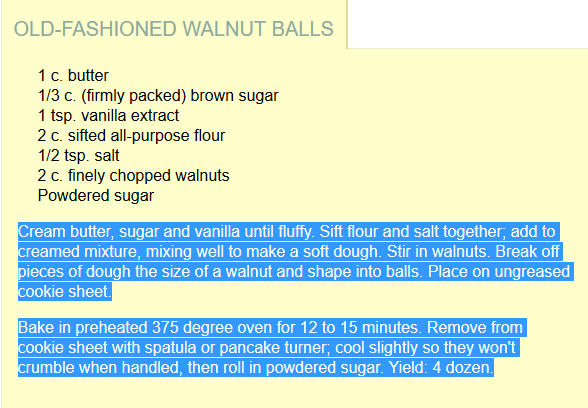 OLD-FASHIONED WALNUT BALLS
1 c. butter
1/3 c. (firmly packed) brown sugar
1 tsp. vanilla extract
2 c. sifted all-purpose flour
1/2 tsp. salt
2 c. finely chopped walnuts
Powdered sugar
Cream butter, sugar and vanilla until fluffy. Sift flour and salt together; add to
creamed mixture, mixing well to make a soft dough. Stir in walnuts. Break off
pieces of dough the size of a walnut and shape into balls. Place on ungreased
cookie sheet.
Bake in preheated 375 degree oven for 12 to 15 minutes. Remove from
cookie sheet with spatula or pancake turner; cool slightly so they won't
crumble when handled, then roll in powdered sugar. Yield: 4 dozen.